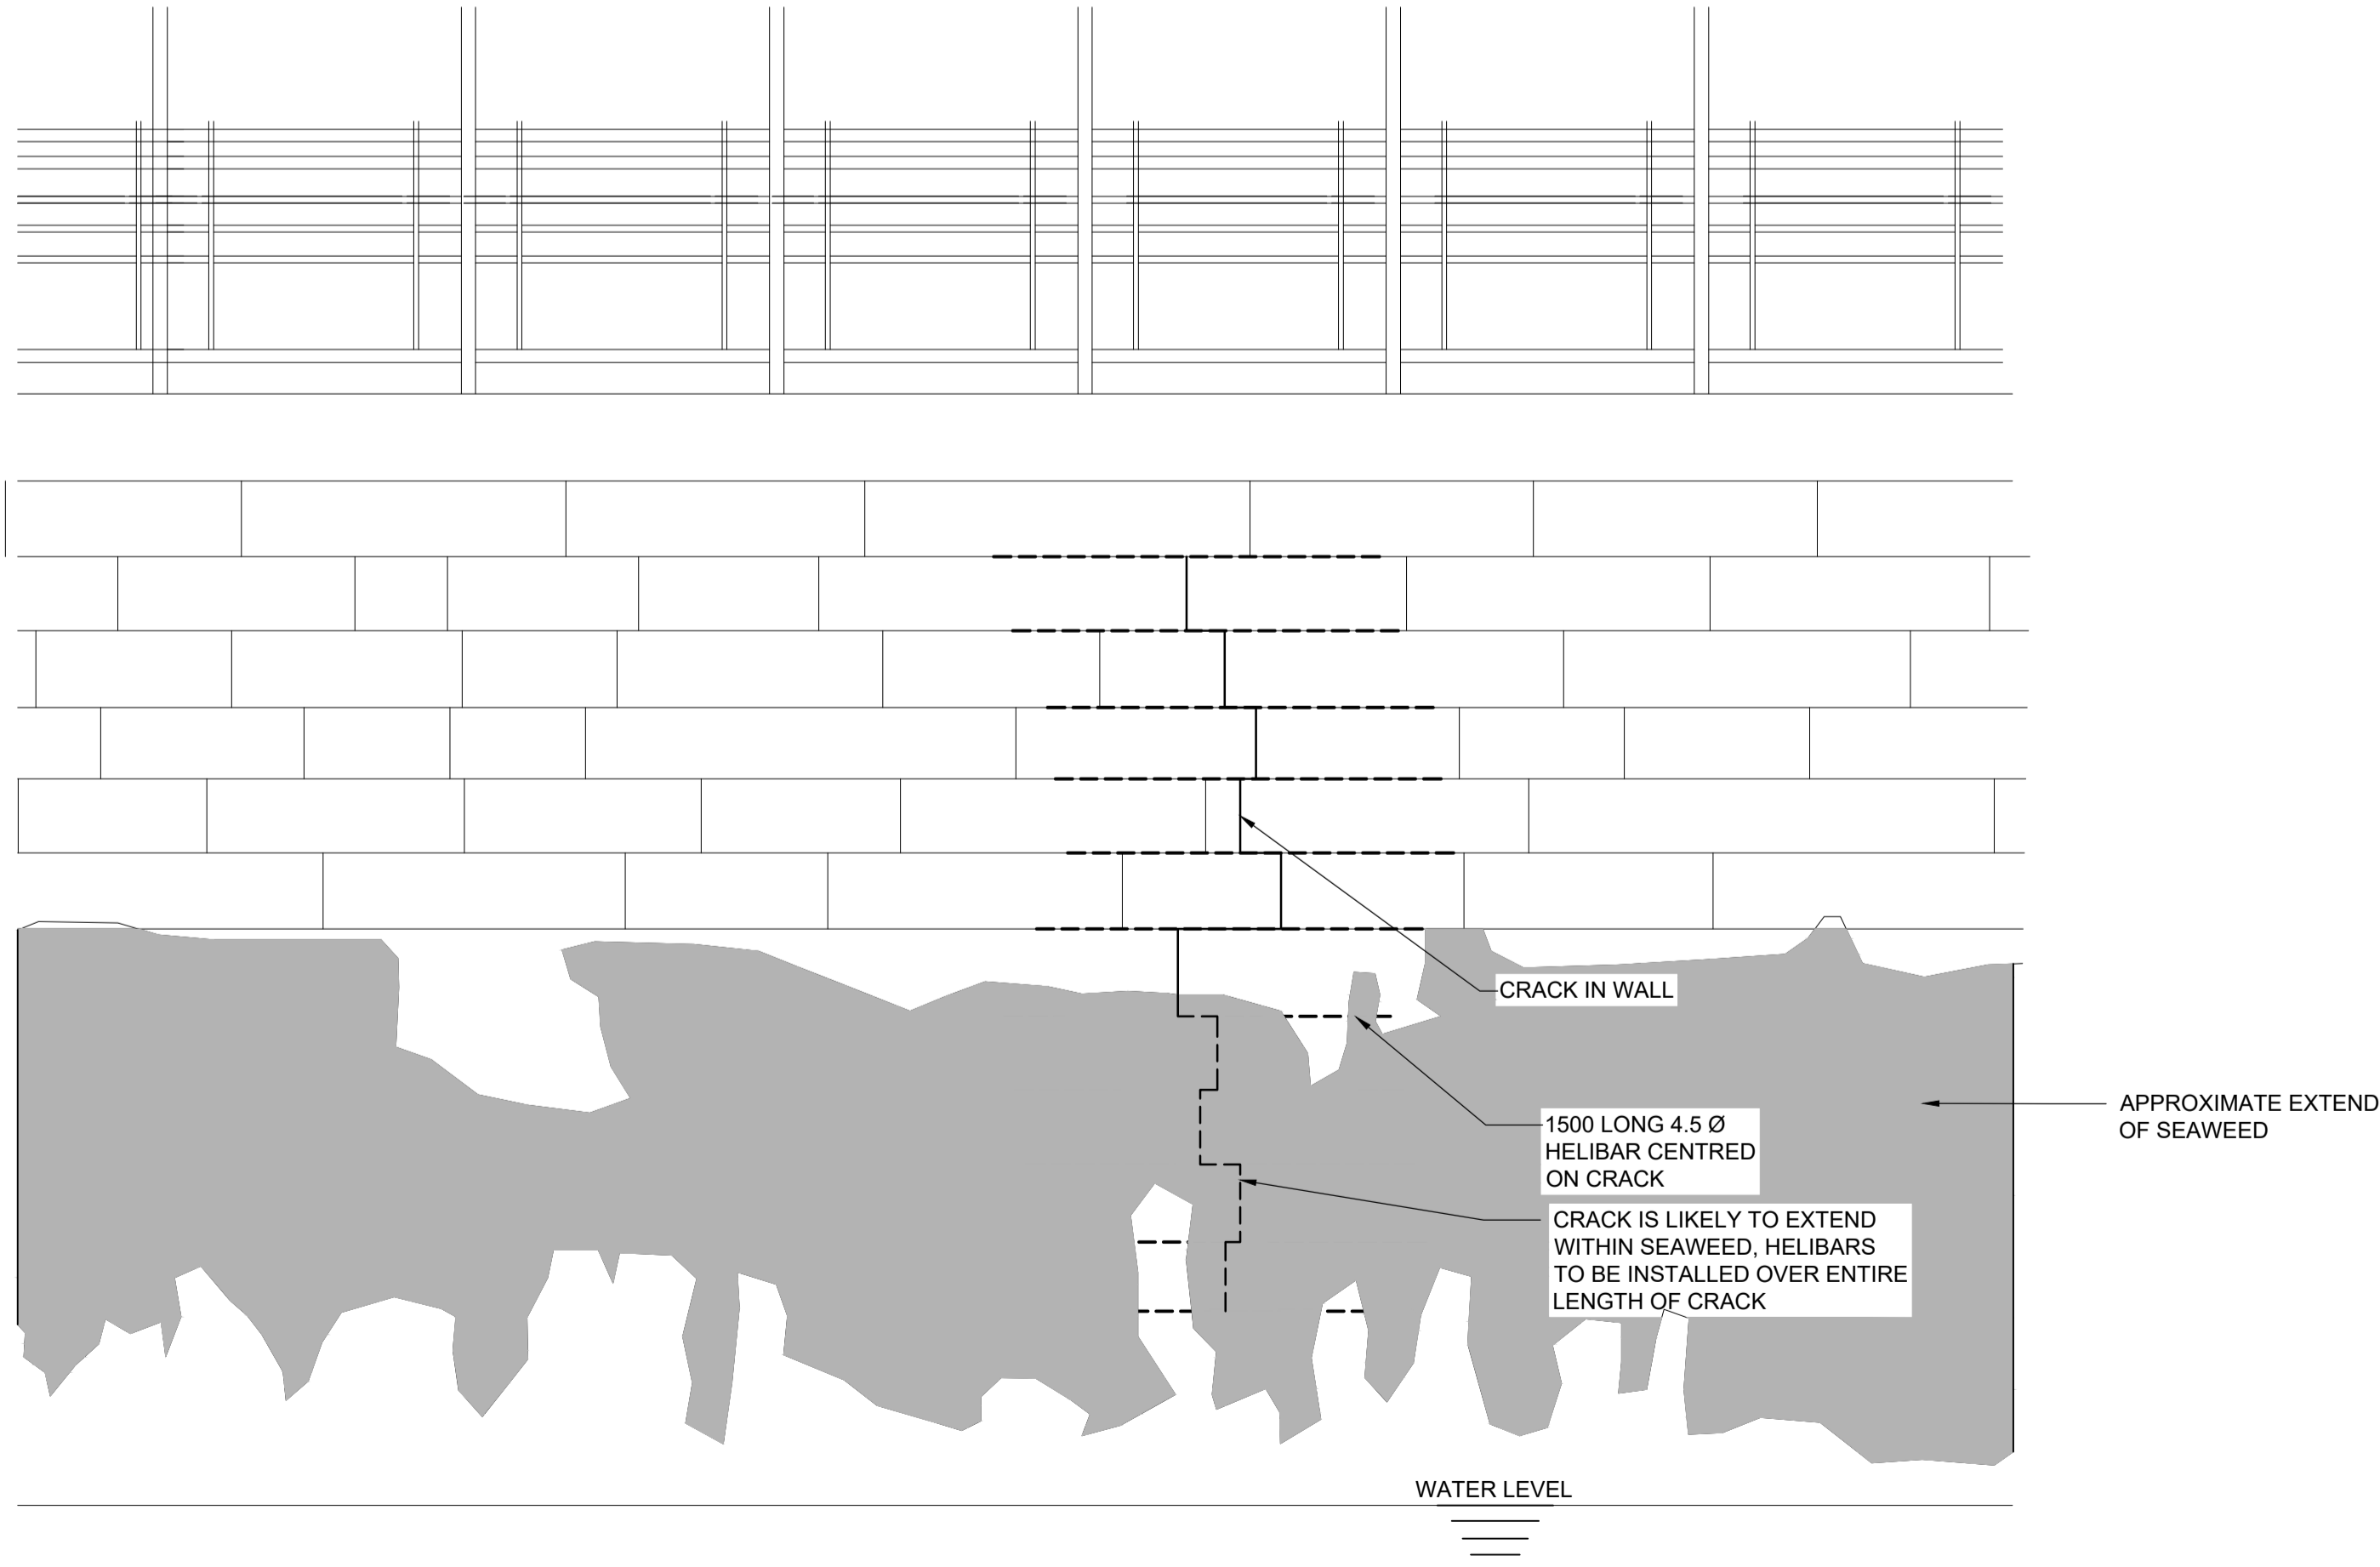 CRACK IN WALL
1500 LONG 4.5 Ø
HELIBAR CENTRED
ON CRACK
APPROXIMATE EXTEND
OF SEAWEED
CRACK IS LIKELY TO EXTEND
WITHIN SEAWEED, HELIBARS
TO BE INSTALLED OVER ENTIRE
LENGTH OF CRACK
WATER LEVEL